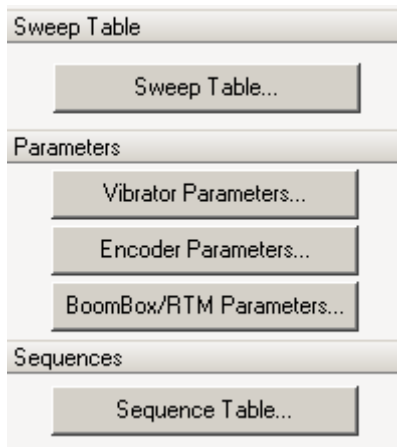 Sweep Table
Sweep Table...
Parameters
Vibrator Parameters...
Encoder Parameters...
BoomBox/RTM Parameters...
Sequences
Sequence Table...